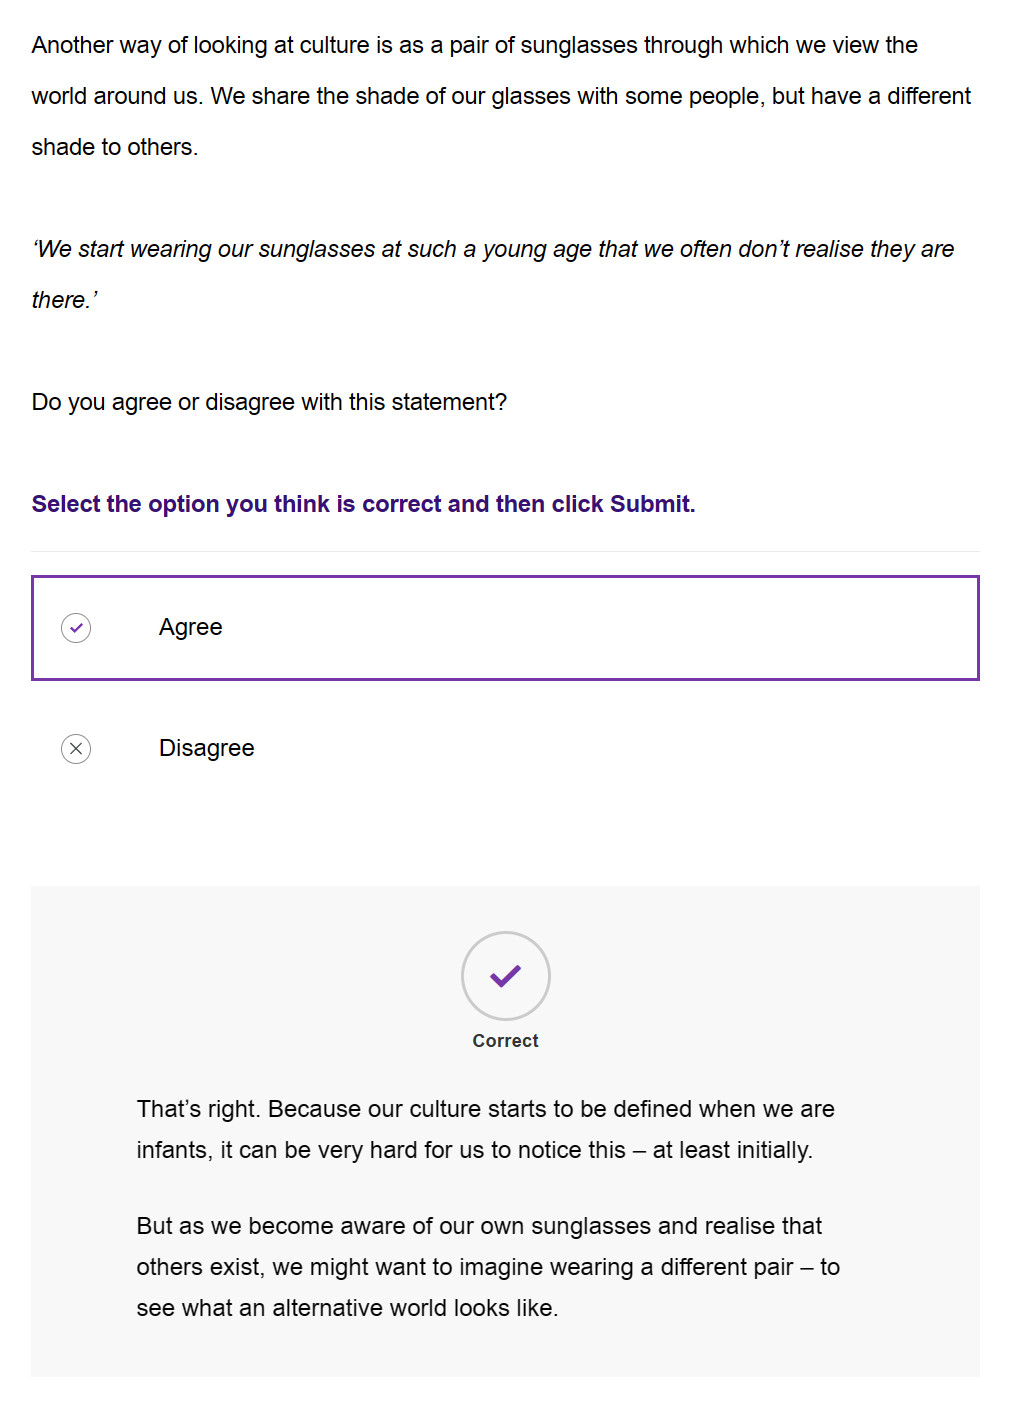 Another way of looking at culture is as a pair of sunglasses through which we view the
world around us. We share the shade of our glasses with some people, but have a different
shade to others.
‘We start wearing our sunglasses at such a young age that we often don’t realise they are
there.’
Do you agree or disagree with this statement?
Select the option you think is correct and then click Submit.
Agree
Disagree
Correct
That’s right. Because our culture starts to be defined when we are
infants, it can be very hard for us to notice this – at least initially.
But as we become aware of our own sunglasses and realise that
others exist, we might want to imagine wearing a different pair – to
see what an alternative world looks like.